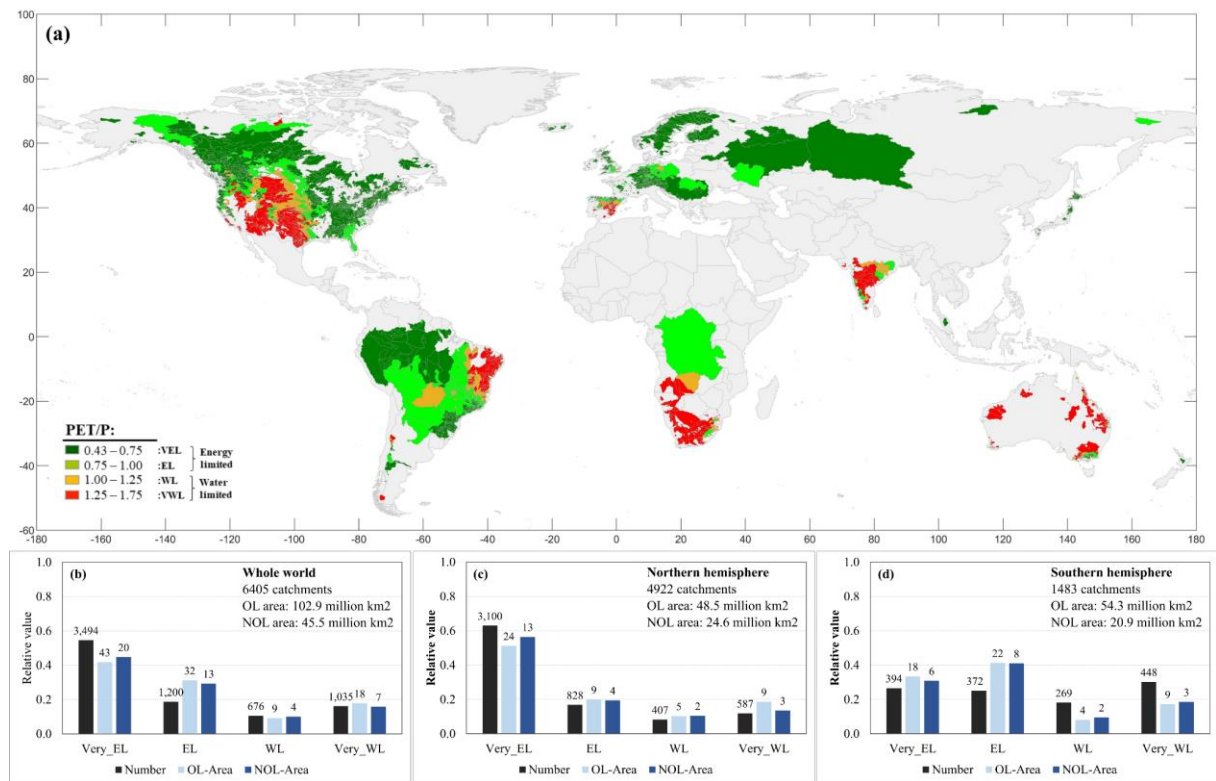 (a)
100
80
60
40
20
0
-20
-40
-60
-180 -160 -140 -120 -100 -80 -60 -40 -20 0 20 40 60 80 100 120 140 160 180
PET/P:
0.43 – 0.75 :VEL
0.75 – 1.00 :EL
Energy limited
1.00 – 1.25 :WL
1.25 – 1.75 :VWL
Water limited
(b)
Whole world
6405 catchments
OL area: 102.9 million km2
NOL area: 45.5 million km2
Relative value
1.0
0.8
0.6
0.4
0.2
0.0
3,494 43 20
1,200 32 13
676 9 4
1,035 18 7
Very_EL EL WL Very_WL
Number OL-Area NOL-Area
(c)
Northern hemisphere
4922 catchments
OL area: 48.5 million km2
NOL area: 24.6 million km2
Relative value
1.0
0.8
0.6
0.4
0.2
0.0
3,100 24 13
828 9 4
407 5 2
587 9 3
Very_EL EL WL Very_WL
Number OL-Area NOL-Area
(d)
Southern hemisphere
1483 catchments
OL area: 54.3 million km2
NOL area: 20.9 million km2
Relative value
1.0
0.8
0.6
0.4
0.2
0.0
394 18 6
372 22 8
269 4 2
448 9 3
Very_EL EL WL Very_WL
Number OL-Area NOL-Area